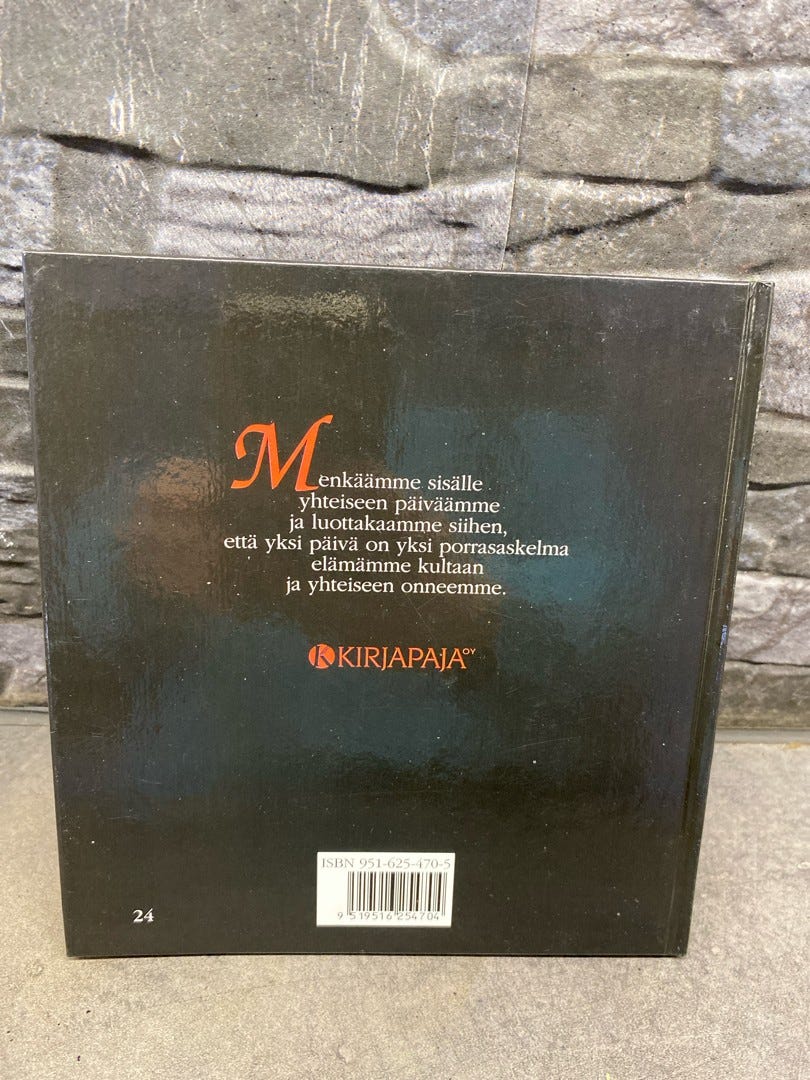 Menkäämme sisälle
yhteiseen päiväämme
ja luottakaamme siihen,
että yksi päivä on yksi porrasaskelma
elämämme kultaan
ja yhteiseen onneemme.
K KIRJAPAJA OY
ISBN 951-625-470-5
9 519516 254704
24